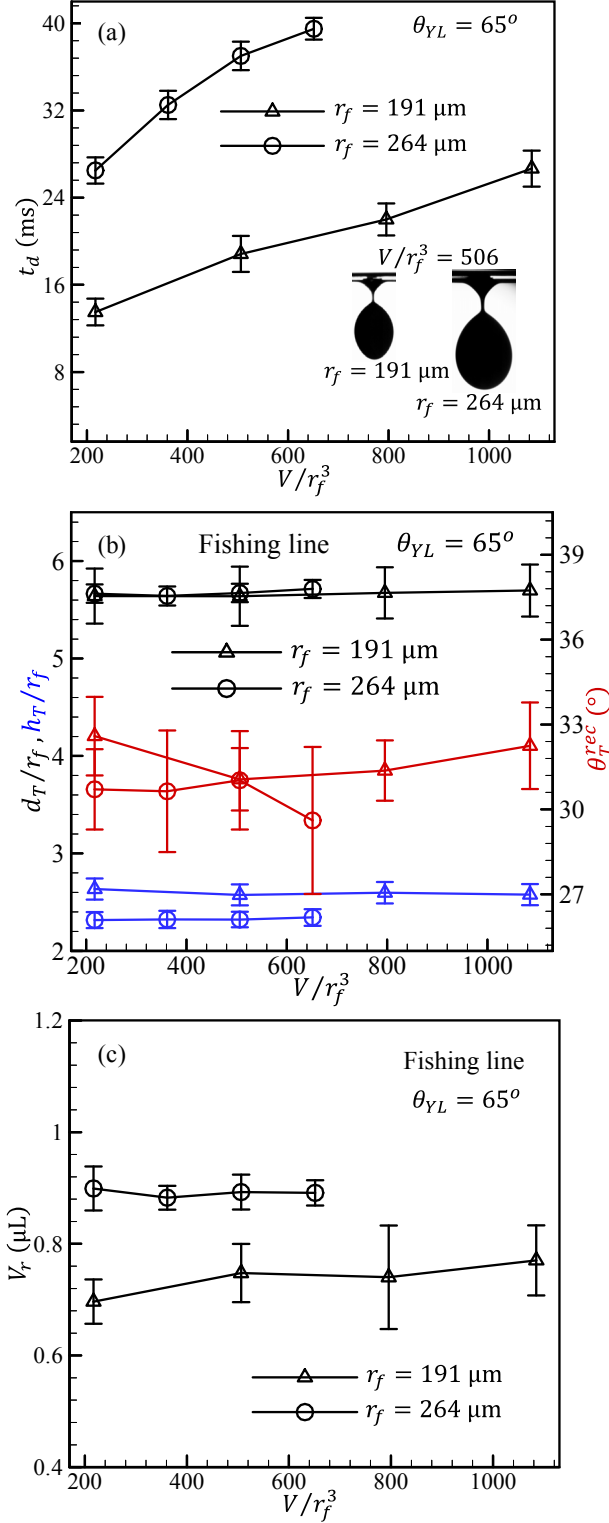 (a)
θ_YL = 65°
40
32
24
16
8
t_d (ms)
r_f = 191 μm
r_f = 264 μm
V/r_f^3 = 506
r_f = 191 μm
r_f = 264 μm
200 400 600 800 1000
V/r_f^3
(b)
Fishing line
θ_YL = 65°
6
5
4
3
2
d_T/r_f , h_T/r_f
r_f = 191 μm
r_f = 264 μm
39
36
33
30
27
θ_T^rec (°)
200 400 600 800 1000
V/r_f^3
(c)
Fishing line
θ_YL = 65°
1.2
1
0.8
0.6
0.4
V_r (μL)
r_f = 191 μm
r_f = 264 μm
200 400 600 800 1000
V/r_f^3